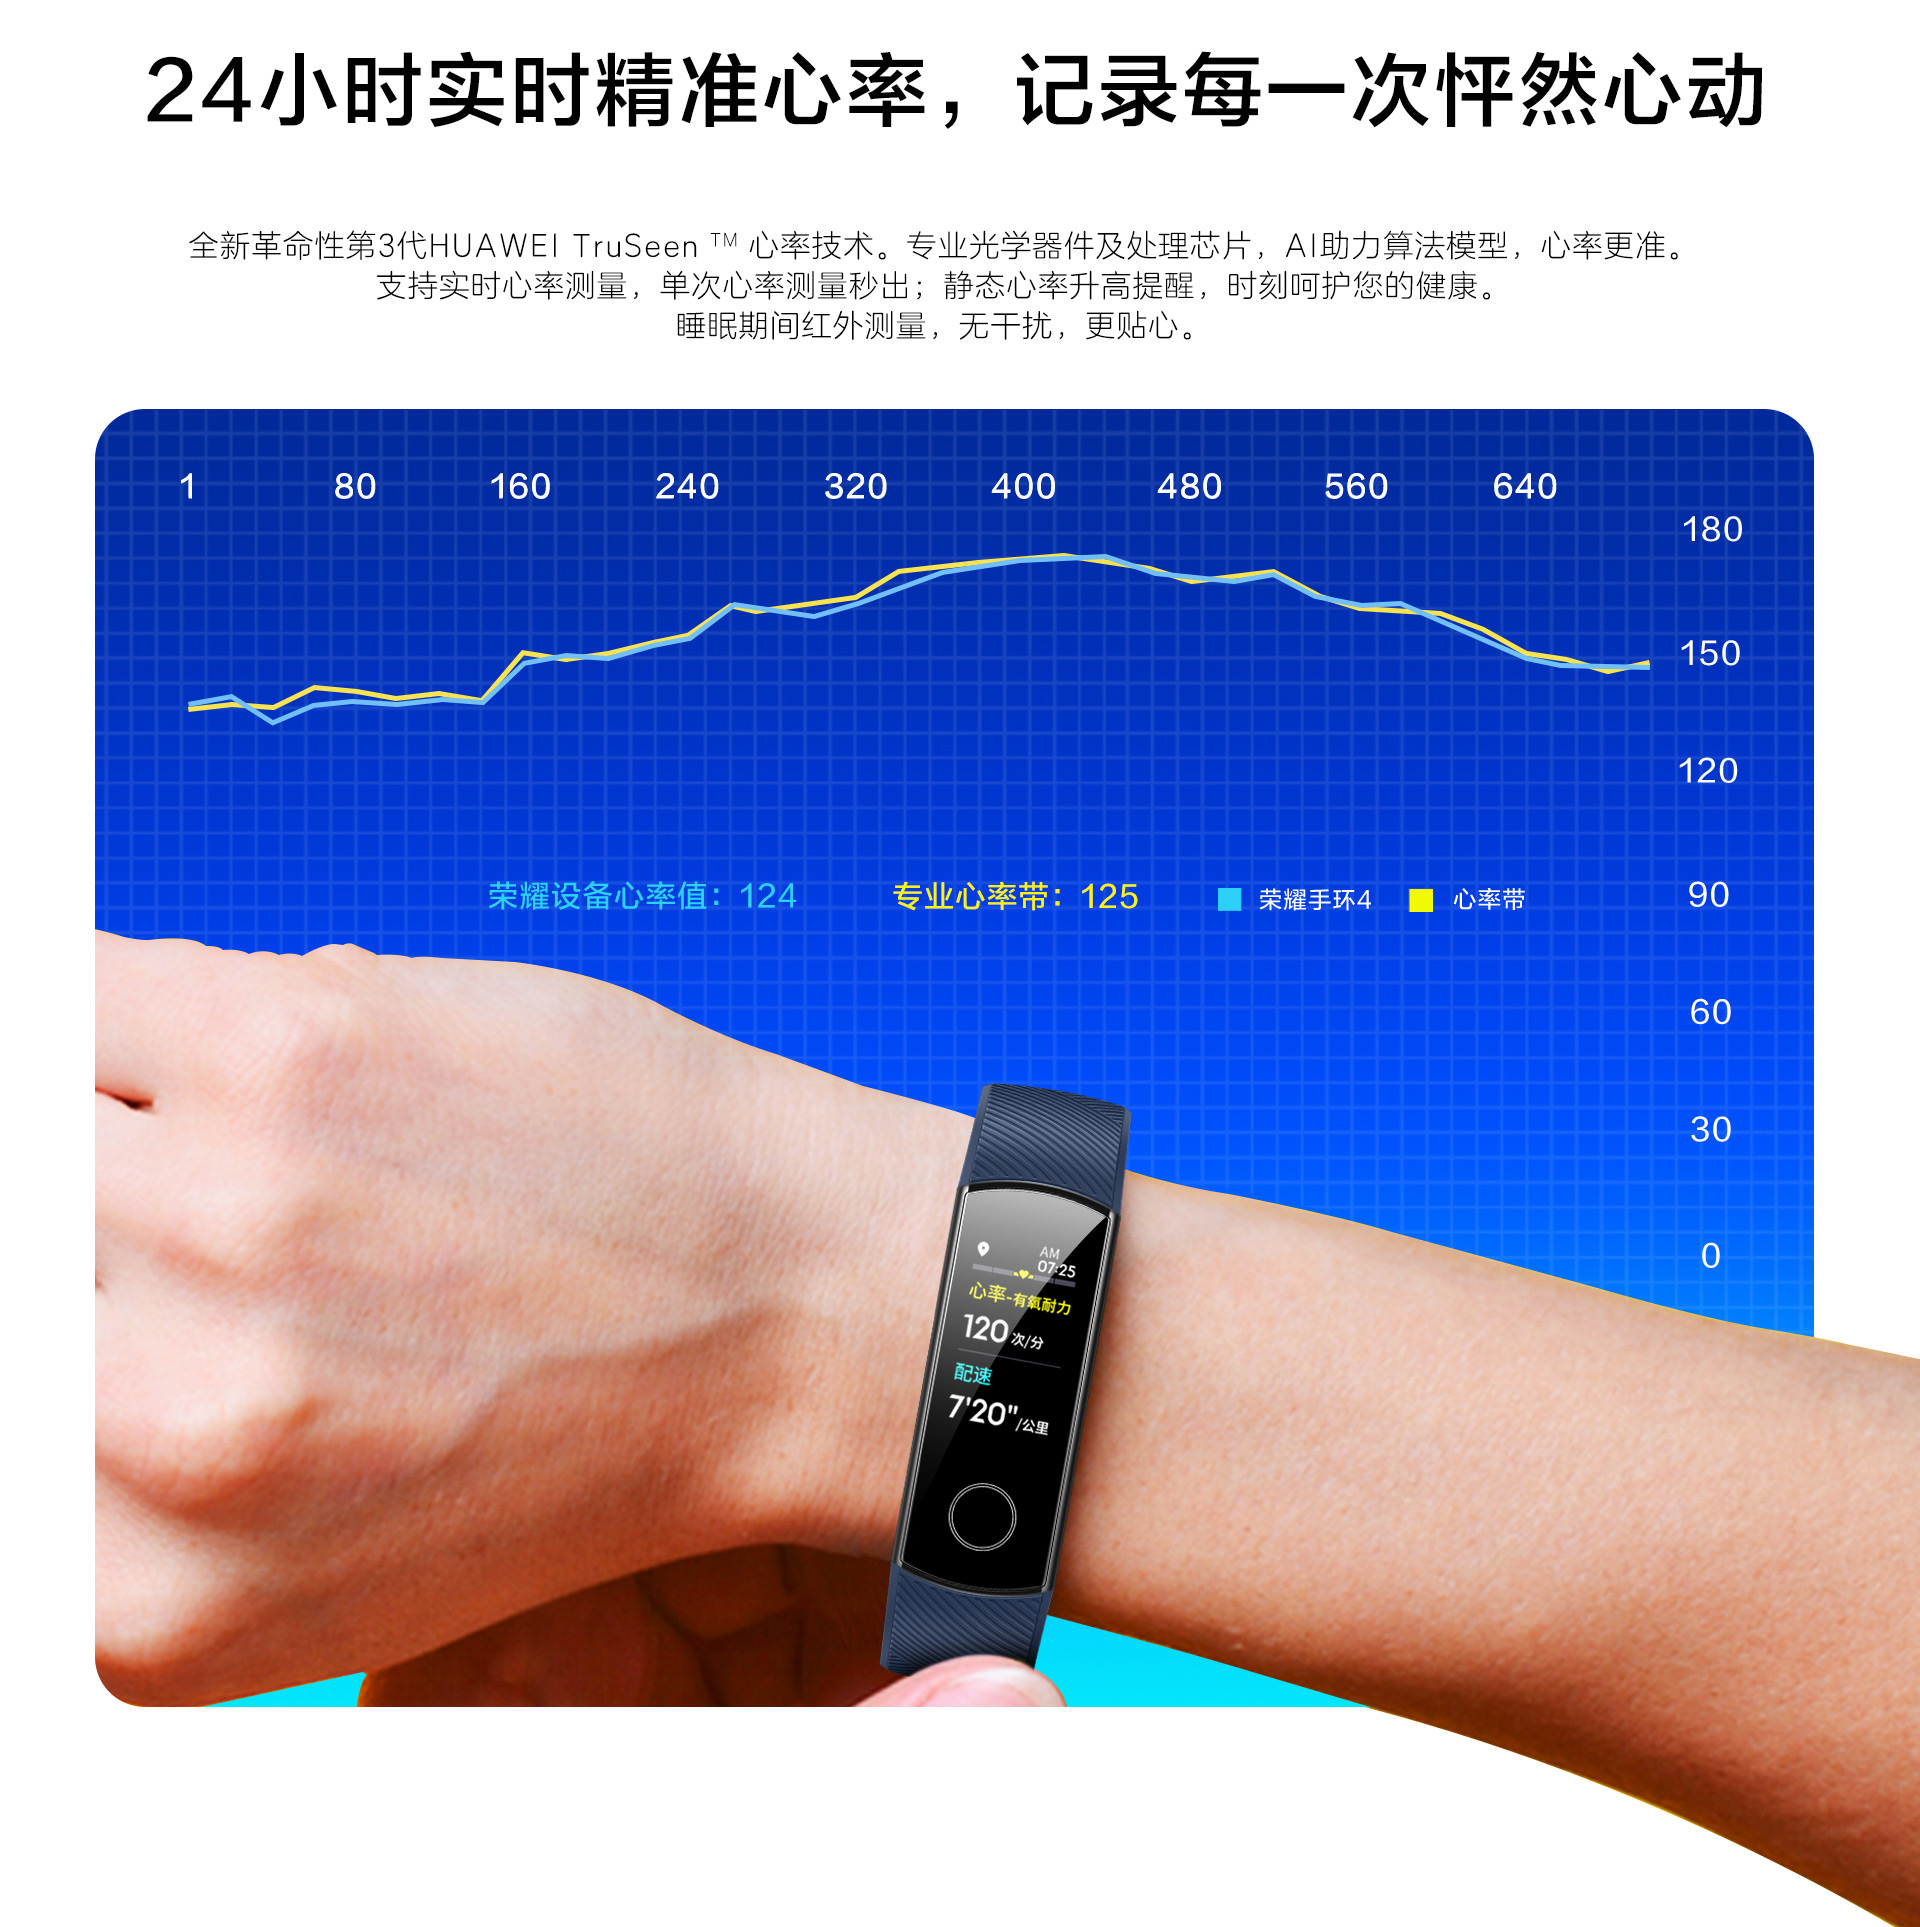 24小时实时精准心率，记录每一次怦然心动
全新革命性第3代HUAWEI TruSeen ™ 心率技术。专业光学器件及处理芯片，AI助力算法模型，心率更准。
支持实时心率测量，单次心率测量秒出；静态心率升高提醒，时刻呵护您的健康。
睡眠期间红外测量，无干扰，更贴心。
1 80 160 240 320 400 480 560 640
180
150
120
荣耀设备心率值：124 专业心率带：125 荣耀手环4 心率带
90
60
30
0
AM
07:25
心率-有氧耐力
120次/分
配速
7'20"/公里